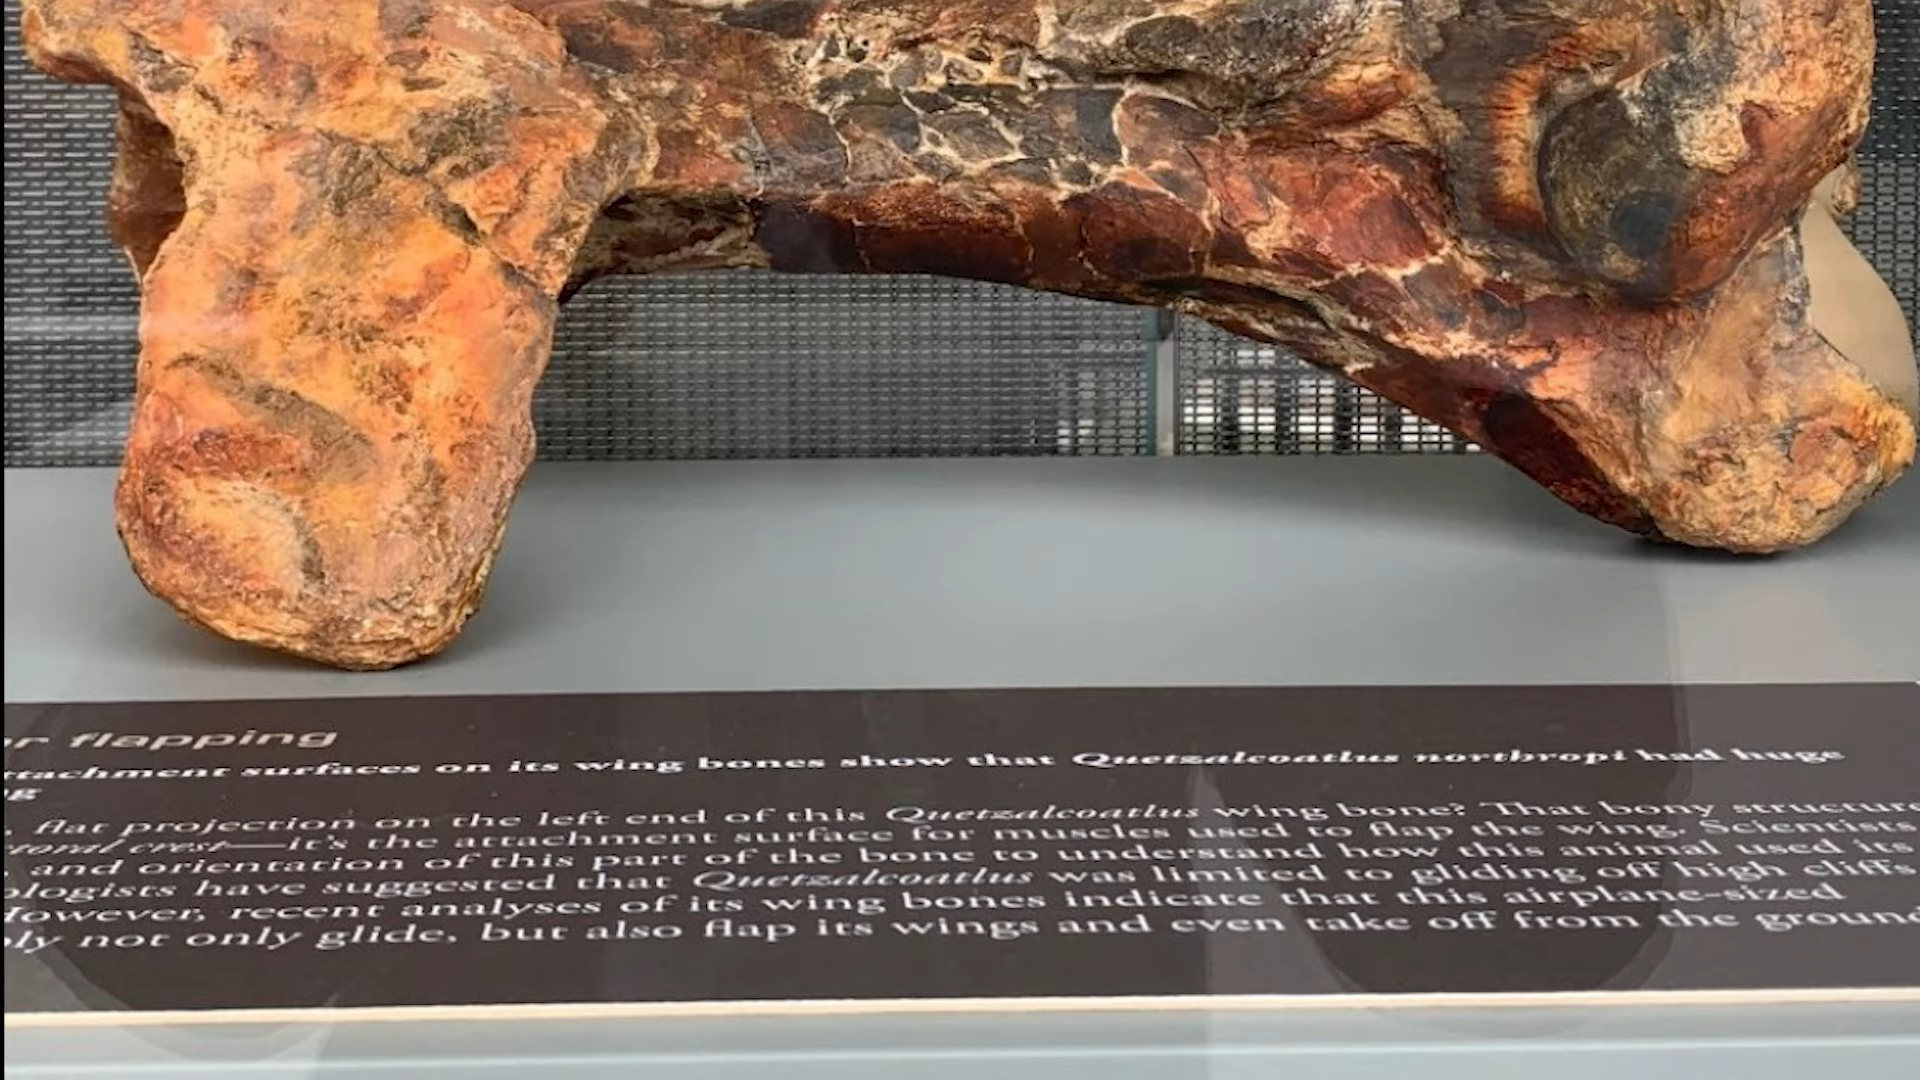 or flapping
ttachment surfaces on its wing bones show that Quetzalcoatlus northropi had huge
ng
, flat projection on the left end of this Quetzalcoatlus wing bone? That bony structure
toral crest—it's the attachment surface for muscles used to flap the wing. Scientists
, and orientation of this part of the bone to understand how this animal used its
ologists have suggested that Quetzalcoatlus was limited to gliding off high cliffs
However, recent analyses of its wing bones indicate that this airplane-sized
bly not only glide, but also flap its wings and even take off from the ground